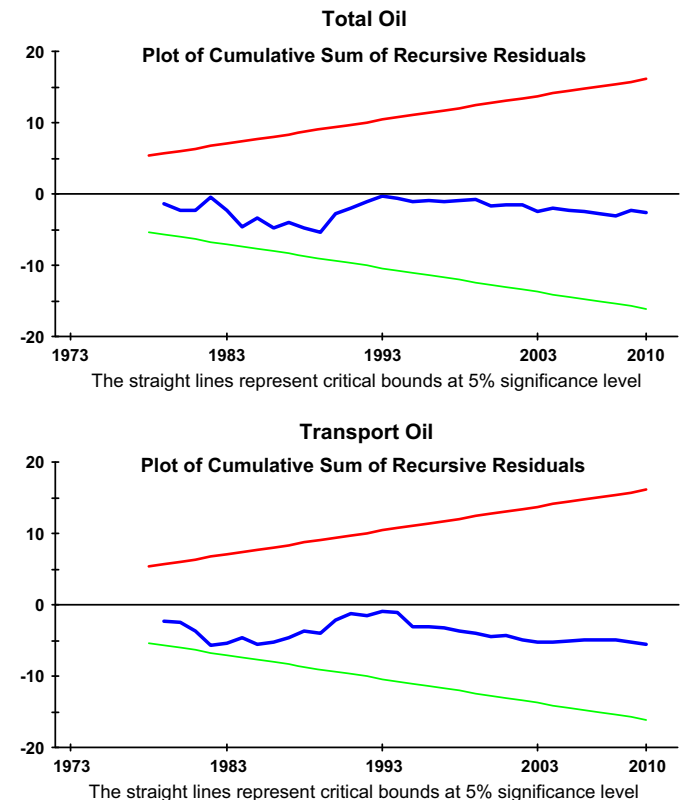 Total Oil
Plot of Cumulative Sum of Recursive Residuals
20
10
0
-10
-20
1973 1983 1993 2003 2010
The straight lines represent critical bounds at 5% significance level
Transport Oil
Plot of Cumulative Sum of Recursive Residuals
20
10
0
-10
-20
1973 1983 1993 2003 2010
The straight lines represent critical bounds at 5% significance level